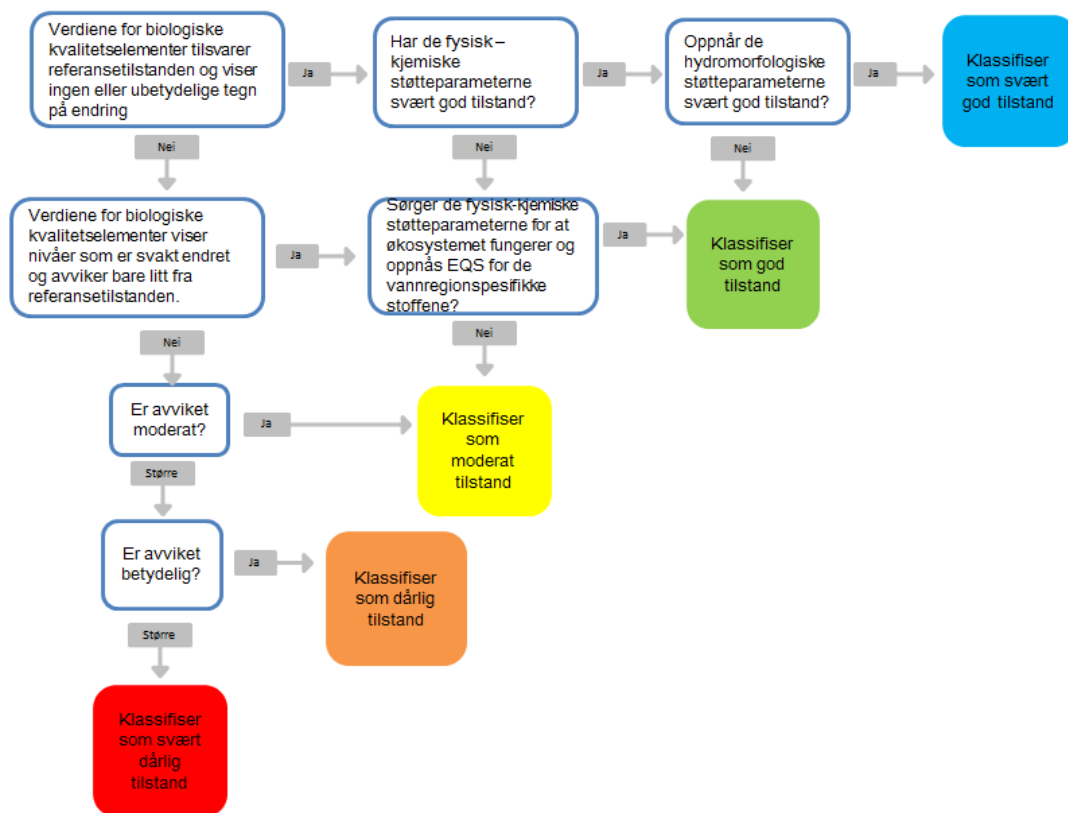 Verdiene for biologiske
kvalitetselementer tilsvarer
referansetilstanden og viser
ingen eller ubetydelige tegn
på endring
Ja
Har de fysisk –
kjemiske
støtteparameterne
svært god tilstand?
Ja
Oppnår de
hydromorfologiske
støtteparameterne
svært god tilstand?
Ja
Klassifiser
som svært
god tilstand
Nei
Nei
Nei
Verdiene for biologiske
kvalitetselementer viser
nivåer som er svakt endret
og avviker bare litt fra
referansetilstanden.
Ja
Sørger de fysisk-kjemiske
støtteparameterne for at
økosystemet fungerer og
oppnås EQS for de
vannregionspesifikke
stoffene?
Ja
Klassifiser
som god
tilstand
Nei
Nei
Er avviket
moderat?
Ja
Klassifiser
som
moderat
tilstand
Større
Er avviket
betydelig?
Ja
Klassifiser
som dårlig
tilstand
Større
Klassifiser
som svært
dårlig
tilstand